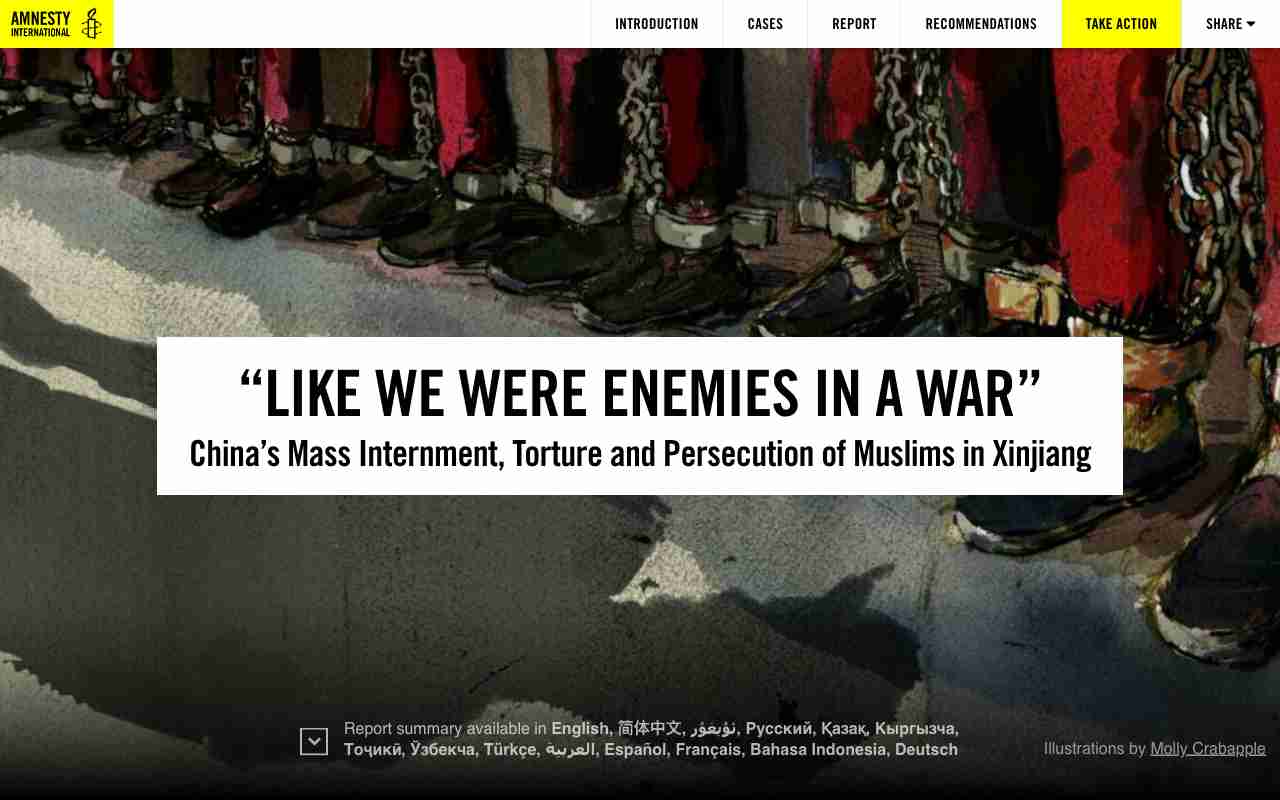 AMNESTY
INTERNATIONAL
INTRODUCTION
CASES
REPORT
RECOMMENDATIONS
TAKE ACTION
SHARE
“LIKE WE WERE ENEMIES IN A WAR”
China’s Mass Internment, Torture and Persecution of Muslims in Xinjiang
Report summary available in English, 简体中文, ئۇيغۇر, Русский, Қазақ, Кыргызча,
Тоҷикӣ, Ўзбекча, Türkçe, العربية, Español, Français, Bahasa Indonesia, Deutsch
Illustrations by Molly Crabapple